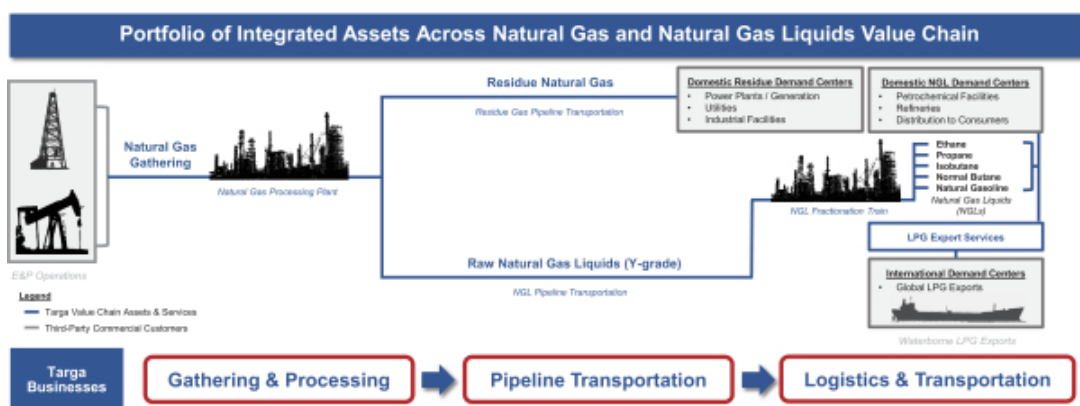 Portfolio of Integrated Assets Across Natural Gas and Natural Gas Liquids Value Chain
Natural Gas
Gathering
Natural Gas Processing Plant
E&P Operations
Residue Natural Gas
Residue Gas Pipeline Transportation
Domestic Residue Demand Centers
• Power Plants / Generation
• Utilities
• Industrial Facilities
Domestic NGL Demand Centers
• Petrochemical Facilities
• Refineries
• Distribution to Consumers
Ethane
Propane
Isobutane
Normal Butane
Natural Gasoline
Natural Gas Liquids
(NGLs)
NGL Fractionation Train
Raw Natural Gas Liquids (Y-grade)
NGL Pipeline Transportation
LPG Export Services
International Demand Centers
• Global LPG Exports
Waterborne LPG Exports
Legend
Targa Value Chain Assets & Services
Third-Party Commercial Customers
Targa
Businesses
Gathering & Processing
Pipeline Transportation
Logistics & Transportation